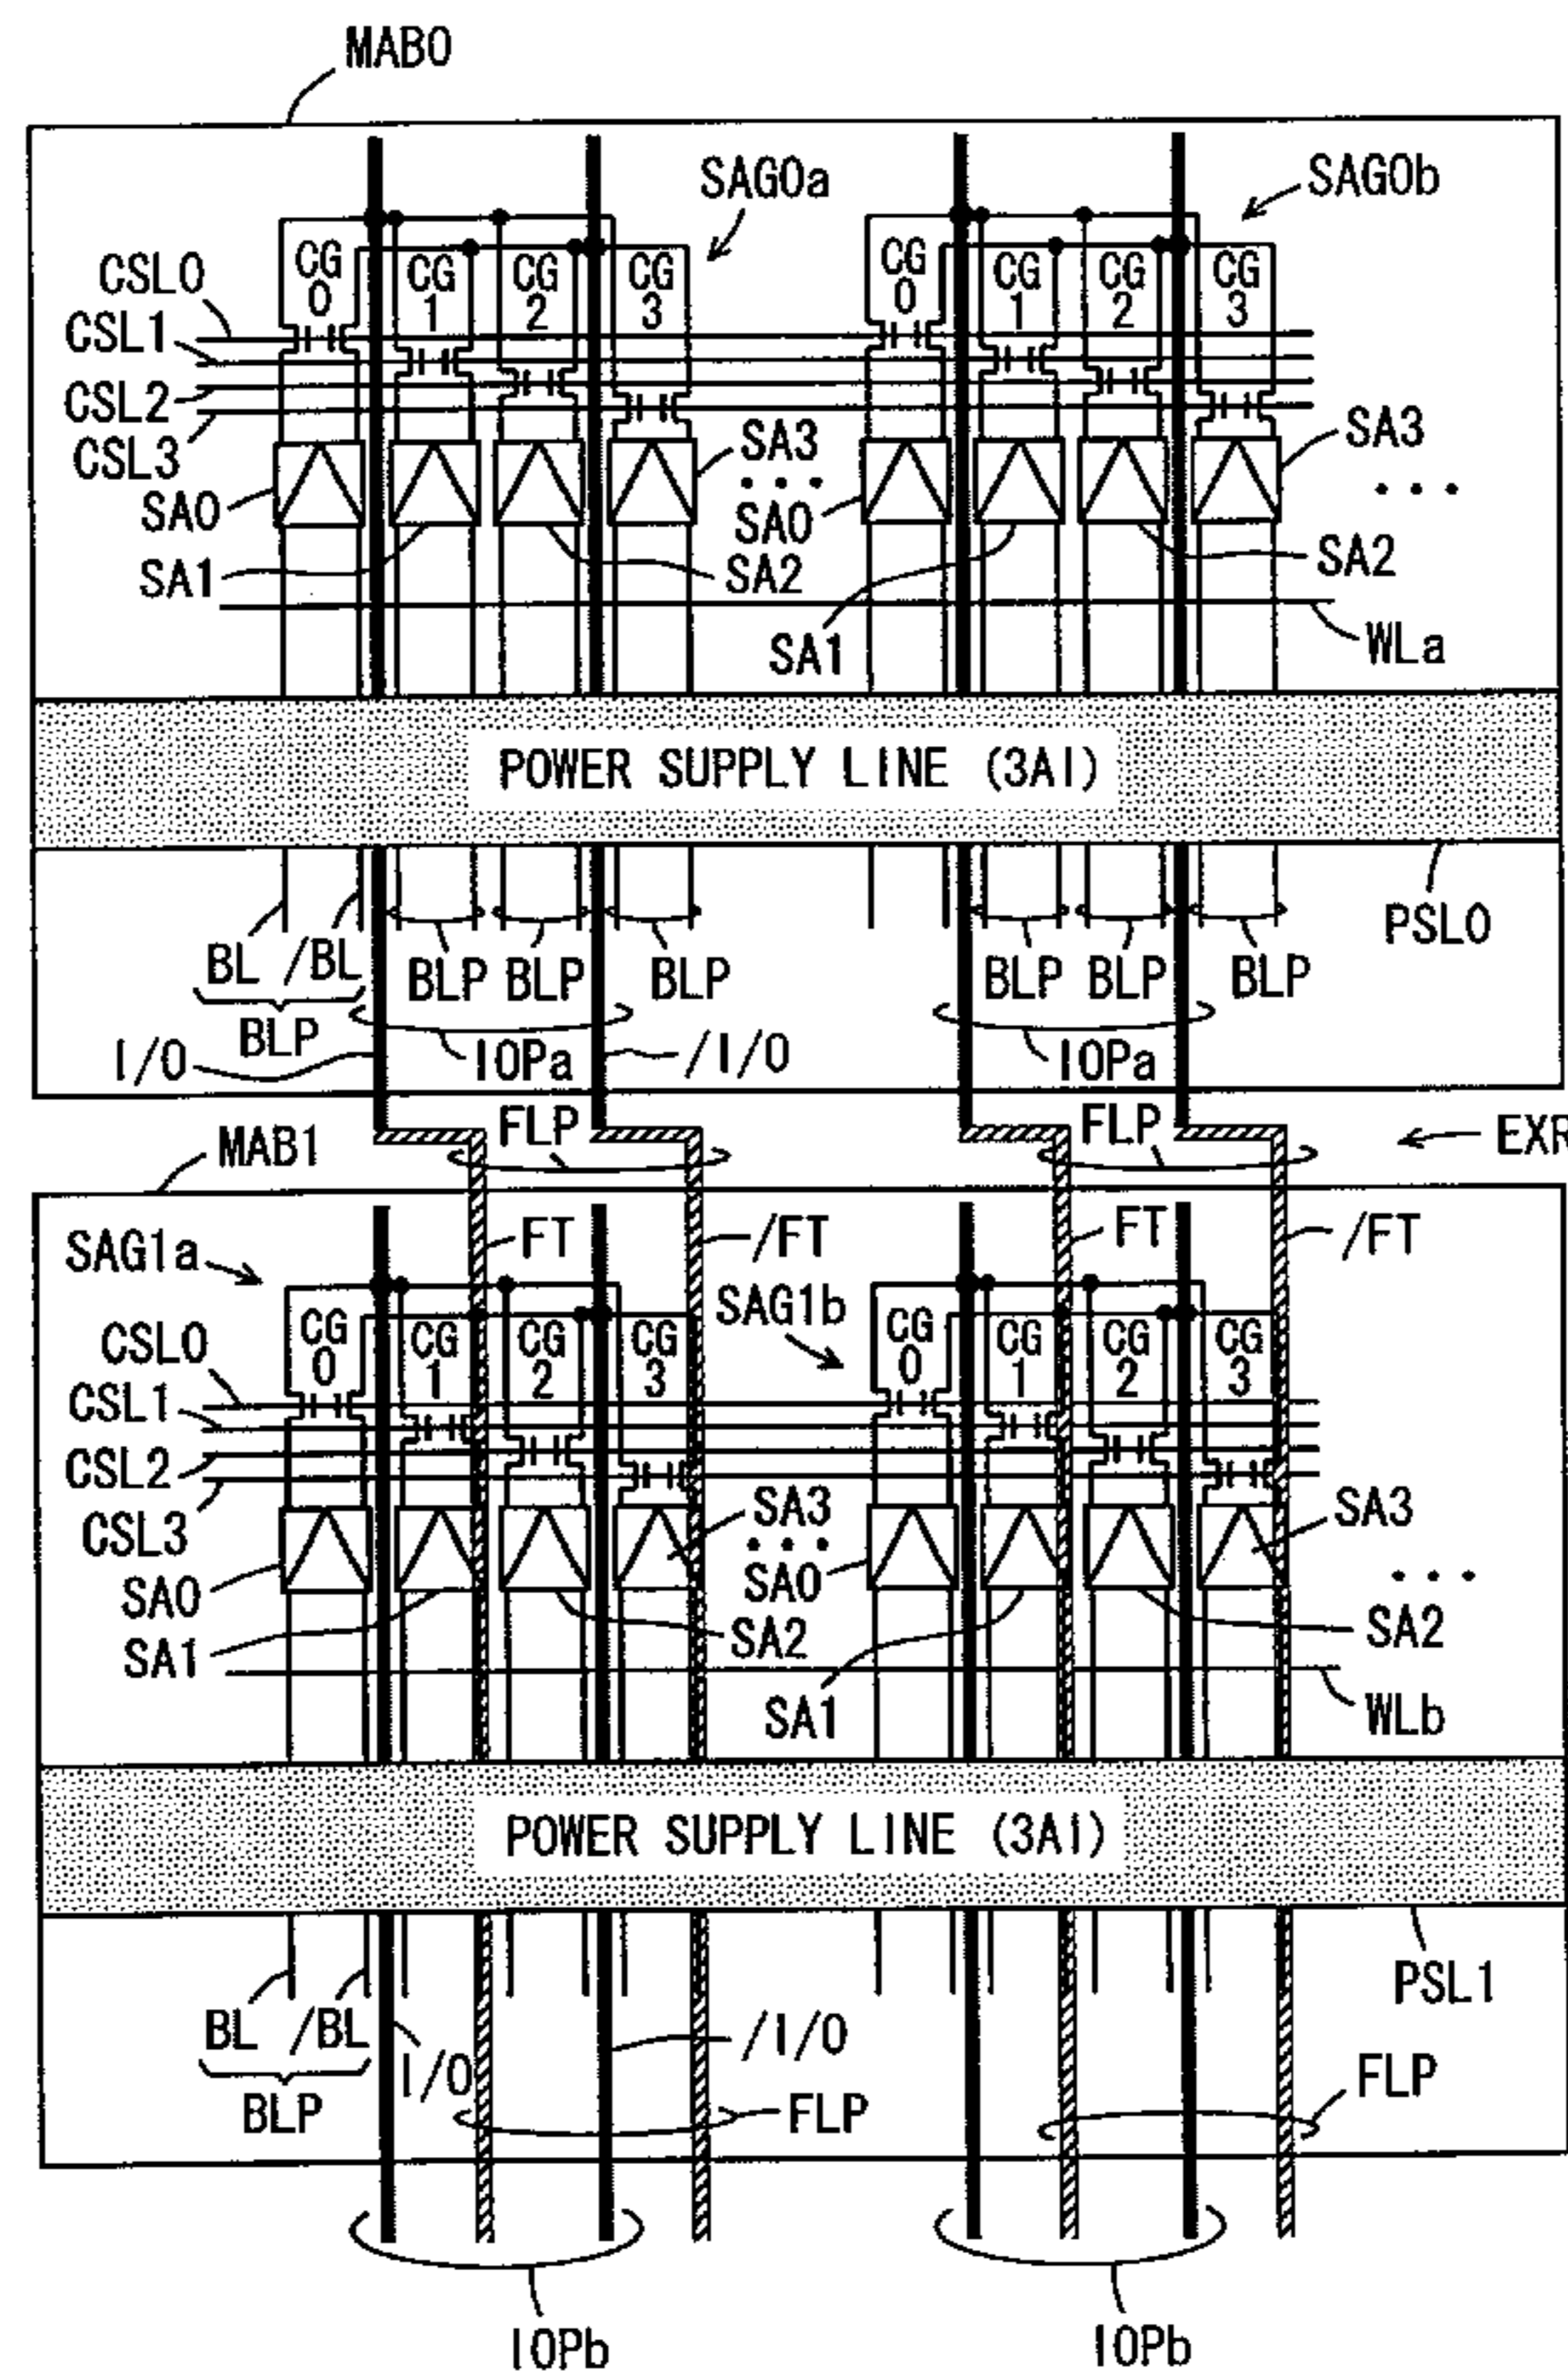 MAB0
SAG0a
SAG0b
CSL0
CG
0
CG
1
CG
2
CG
3
CG
0
CG
1
CG
2
CG
3
CSL1
CSL2
CSL3
SA0
SA3
• • •
SA0
SA3
• • •
SA1
SA2
SA1
SA2
WLa
POWER SUPPLY LINE (3Al)
BL /BL
BLP
BLP
BLP
BLP
BLP
BLP
BLP
PSL0
I/O
IOPa
/I/O
IOPa
FLP
FLP
EXR
MAB1
SAG1a
FT
/FT
FT
/FT
SAG1b
CSL0
CG
0
CG
1
CG
2
CG
3
CG
0
CG
1
CG
2
CG
3
CSL1
CSL2
CSL3
SA0
SA3
• • •
SA0
SA3
• • •
SA1
SA2
SA1
SA2
WLb
POWER SUPPLY LINE (3Al)
PSL1
BL /BL
BLP
I/O
/I/O
FLP
FLP
IOPb
IOPb